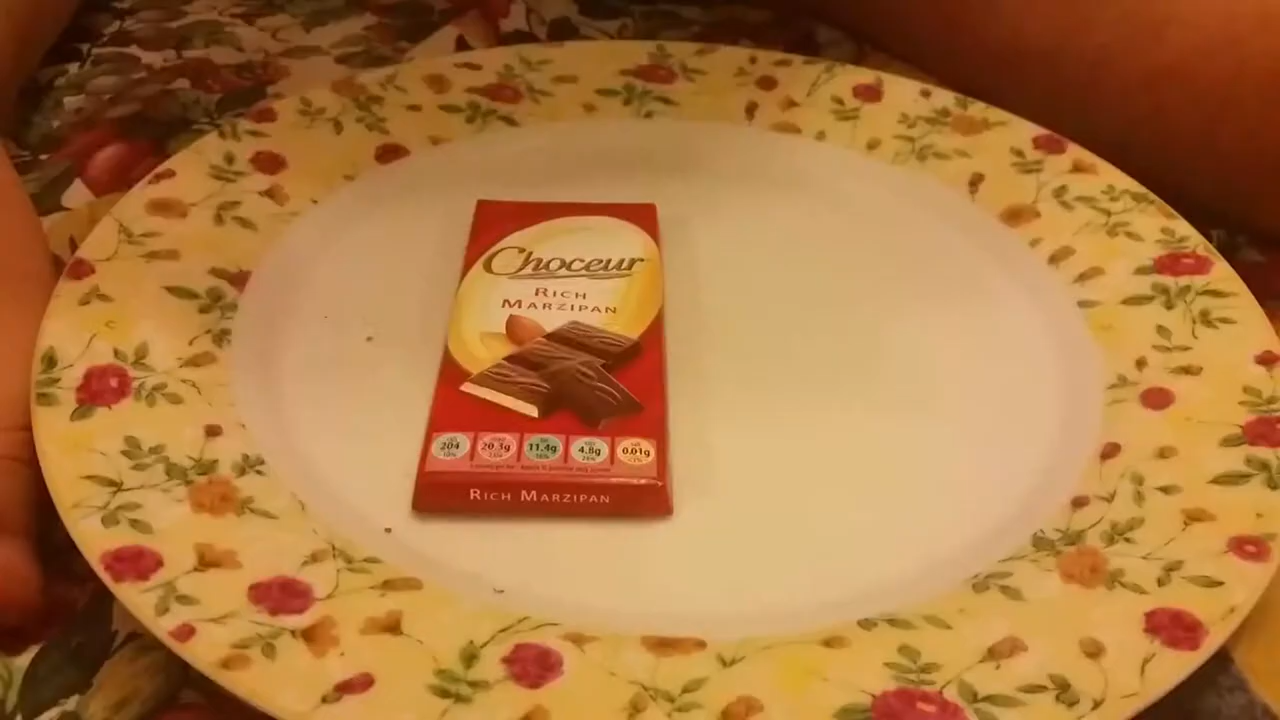 Choceur
RICH
MARZIPAN
204 20.3g 11.4g 4.8g 0.01g
RICH MARZIPAN